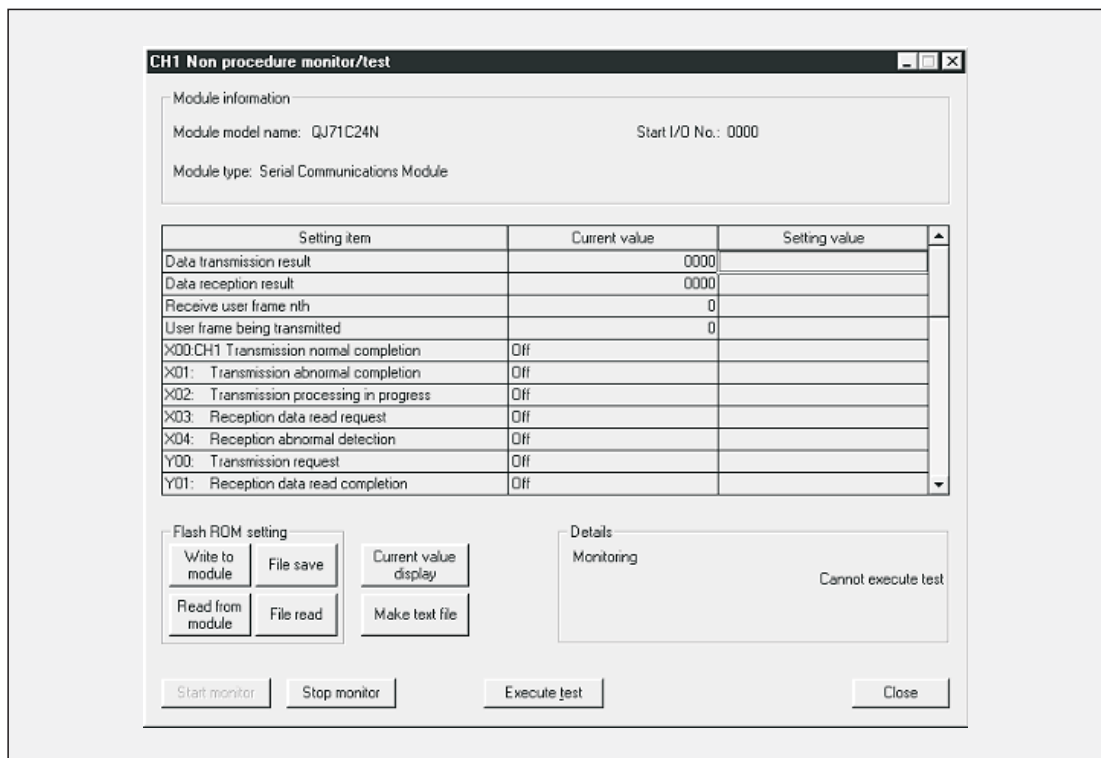 CH1 Non procedure monitor/test
Module information
Module model name: QJ71C24N Start I/O No.: 0000
Module type: Serial Communications Module
Setting item Current value Setting value
Data transmission result 0000
Data reception result 0000
Receive user frame nth 0
User frame being transmitted 0
X00:CH1 Transmission normal completion Off
X01: Transmission abnormal completion Off
X02: Transmission processing in progress Off
X03: Reception data read request Off
X04: Reception abnormal detection Off
Y00: Transmission request Off
Y01: Reception data read completion Off
Flash ROM setting
Write to
module
File save
Read from
module
File read
Current value
display
Make text file
Details
Monitoring
Cannot execute test
Start monitor Stop monitor Execute test Close